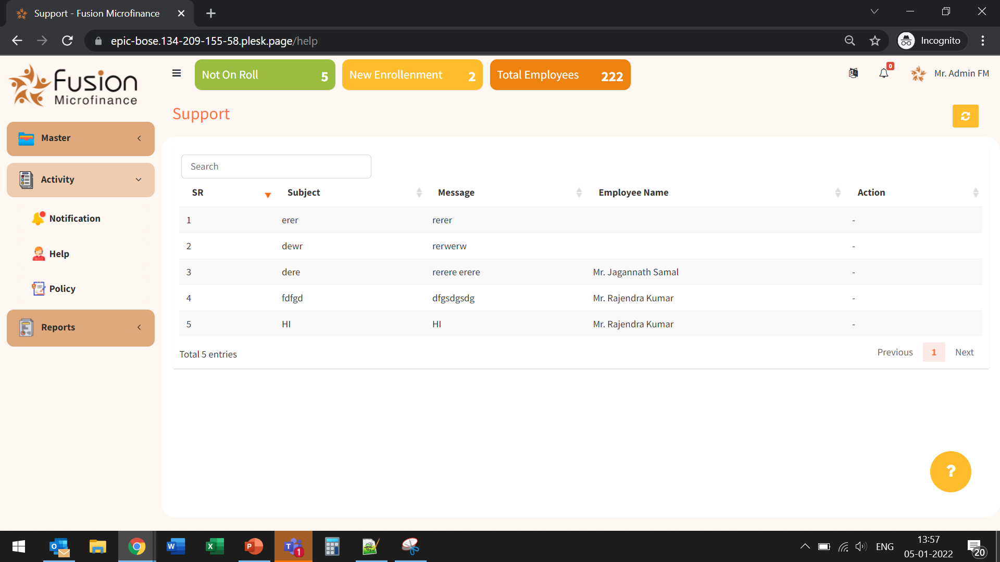 Support - Fusion Microfinance
epic-bose.134-209-155-58.plesk.page/help
Incognito
Fusion
Microfinance
Not On Roll 5
New Enrollenment 2
Total Employees 222
0
Mr. Admin FM
Support
Master
Activity
Notification
Help
Policy
Reports
Search
SR Subject Message Employee Name Action
1 erer rerer -
2 dewr rerwerw -
3 dere rerere erere Mr. Jagannath Samal -
4 fdfgd dfgsdgsdg Mr. Rajendra Kumar -
5 HI HI Mr. Rajendra Kumar -
Total 5 entries
Previous 1 Next
?
ENG
13:57
05-01-2022
20
O
W
X
P
T
1